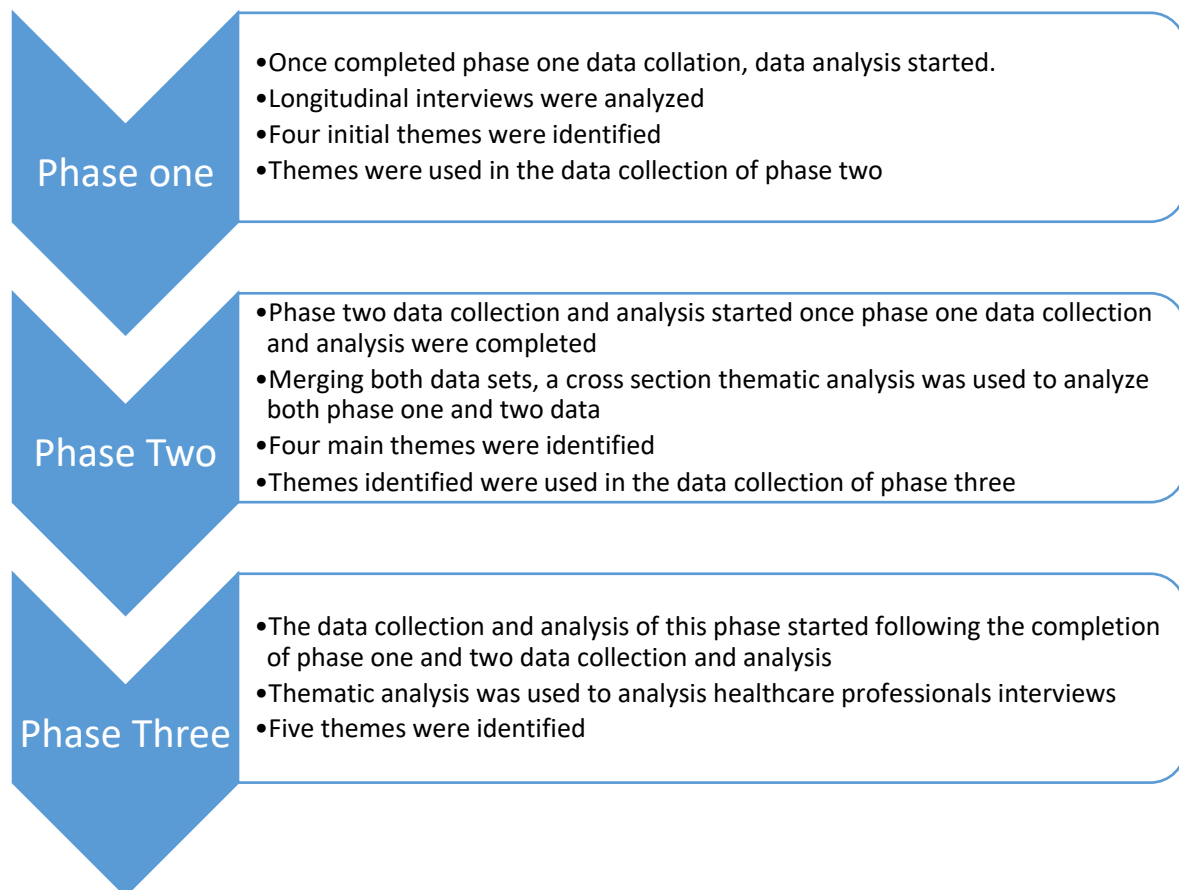 Phase one
•Once completed phase one data collation, data analysis started.
•Longitudinal interviews were analyzed
•Four initial themes were identified
•Themes were used in the data collection of phase two
Phase Two
•Phase two data collection and analysis started once phase one data collection
and analysis were completed
•Merging both data sets, a cross section thematic analysis was used to analyze
both phase one and two data
•Four main themes were identified
•Themes identified were used in the data collection of phase three
Phase Three
•The data collection and analysis of this phase started following the completion
of phase one and two data collection and analysis
•Thematic analysis was used to analysis healthcare professionals interviews
•Five themes were identified